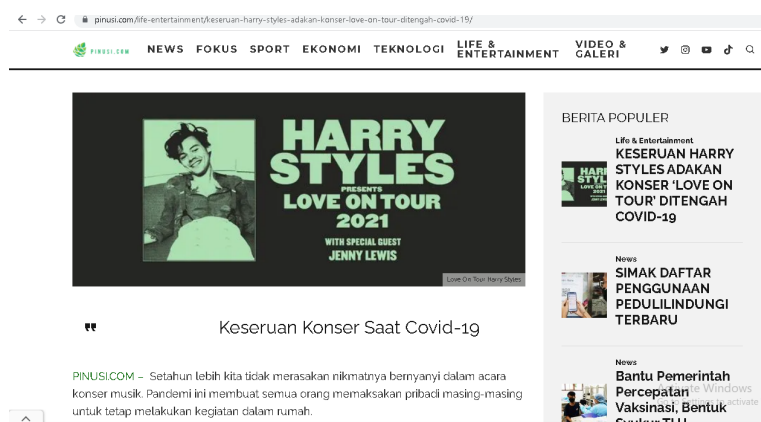 pinusi.com/life-entertainment/keseruan-harry-styles-adakan-konser-love-on-tour-ditengah-covid-19/
PINUSI.COM
NEWS FOKUS SPORT EKONOMI TEKNOLOGI LIFE & ENTERTAINMENT VIDEO & GALERI
HARRY
STYLES
PRESENTS
LOVE ON TOUR
2021
WITH SPECIAL GUEST
JENNY LEWIS
Love On Tour Harry Styles
Keseruan Konser Saat Covid-19
PINUSI.COM – Setahun lebih kita tidak merasakan nikmatnya bernyanyi dalam acara
konser musik. Pandemi ini membuat semua orang memaksakan pribadi masing-masing
untuk tetap melakukan kegiatan dalam rumah.
BERITA POPULER
Life & Entertainment
KESERUAN HARRY
STYLES ADAKAN
KONSER ‘LOVE ON
TOUR’ DITENGAH
COVID-19
News
SIMAK DAFTAR
PENGGUNAAN
PEDULILINDUNGI
TERBARU
News
Bantu Pemerintah
Percepatan
Vaksinasi, Bentuk
Activate Windows
Go to Settings to activate